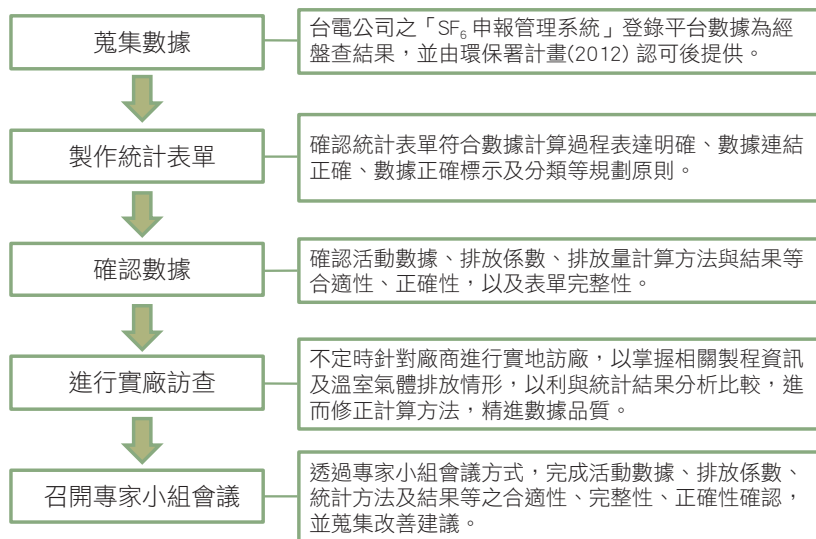 蒐集數據
台電公司之「SF₆申報管理系統」登錄平台數據為經
盤查結果，並由環保署計畫(2012) 認可後提供。
製作統計表單
確認統計表單符合數據計算過程表達明確、數據連結
正確、數據正確標示及分類等規劃原則。
確認數據
確認活動數據、排放係數、排放量計算方法與結果等
合適性、正確性，以及表單完整性。
進行實廠訪查
不定時針對廠商進行實地訪廠，以掌握相關製程資訊
及溫室氣體排放情形，以利與統計結果分析比較，進
而修正計算方法，精進數據品質。
召開專家小組會議
透過專家小組會議方式，完成活動數據、排放係數、
統計方法及結果等之合適性、完整性、正確性確認，
並蒐集改善建議。